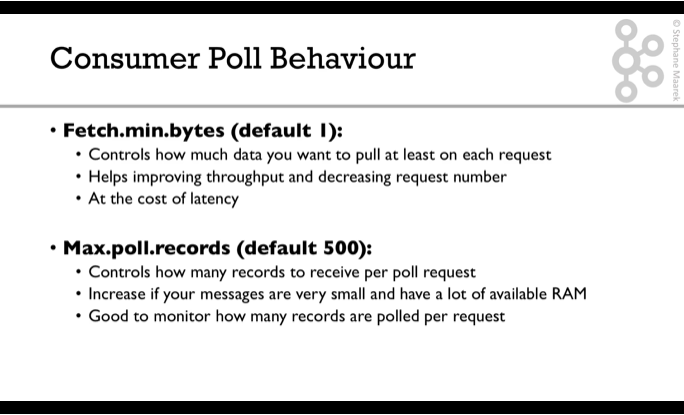 Consumer Poll Behaviour
© Stephane Maarek
• Fetch.min.bytes (default 1):
• Controls how much data you want to pull at least on each request
• Helps improving throughput and decreasing request number
• At the cost of latency
• Max.poll.records (default 500):
• Controls how many records to receive per poll request
• Increase if your messages are very small and have a lot of available RAM
• Good to monitor how many records are polled per request